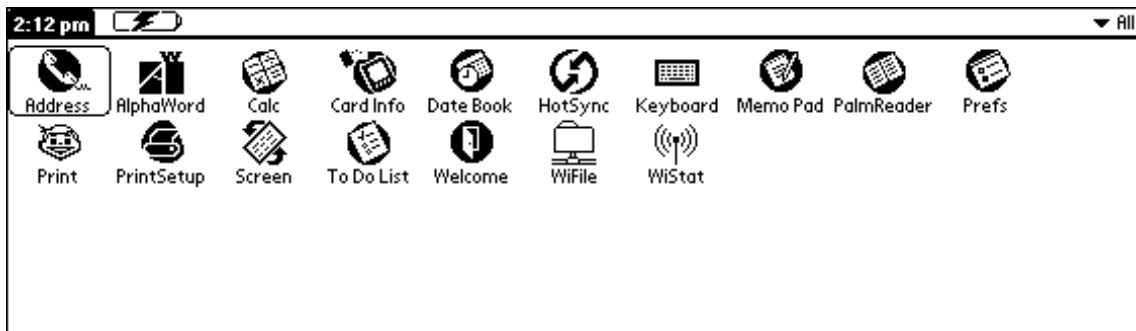 2:12 pm All
Address AlphaWord Calc Card Info Date Book HotSync Keyboard Memo Pad PalmReader Prefs
Print PrintSetup Screen To Do List Welcome WiFile WiStat